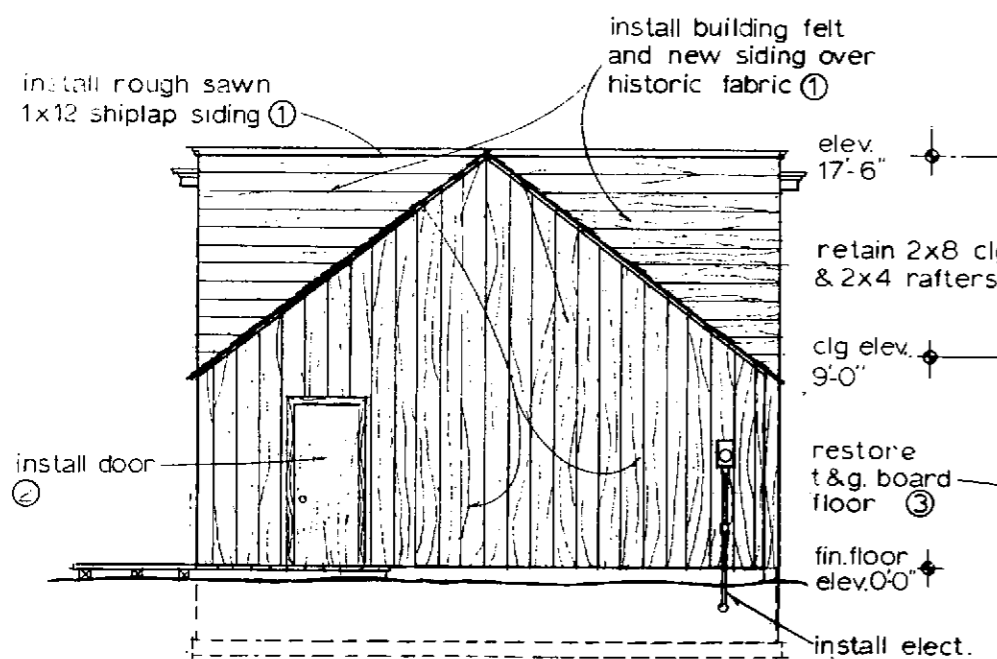 install building felt
and new siding over
historic fabric ①
install rough sawn
1x12 shiplap siding ①
elev.
17'-6"
retain 2x8 clg
& 2x4 rafters
clg elev.
9'-0"
install door
②
restore
t&g. board
floor ③
fin. floor
elev. 0'-0"
install elect.